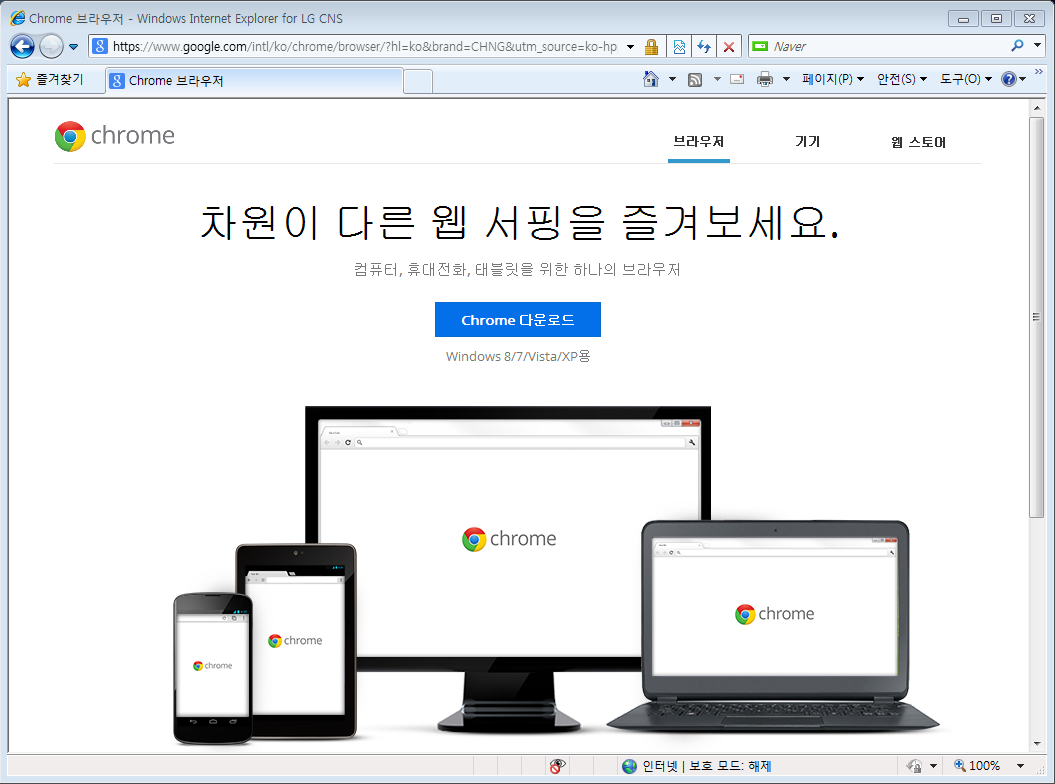 Chrome 브라우저 - Windows Internet Explorer for LG CNS
https://www.google.com/intl/ko/chrome/browser/?hl=ko&brand=CHNG&utm_source=ko-hp
Naver
즐겨찾기
Chrome 브라우저
페이지(P) 안전(S) 도구(O)
chrome
브라우저 기기 웹 스토어
차원이 다른 웹 서핑을 즐겨보세요.
컴퓨터, 휴대전화, 태블릿을 위한 하나의 브라우저
Chrome 다운로드
Windows 8/7/Vista/XP용
chrome
chrome
chrome
chrome
인터넷 | 보호 모드: 해제
100%